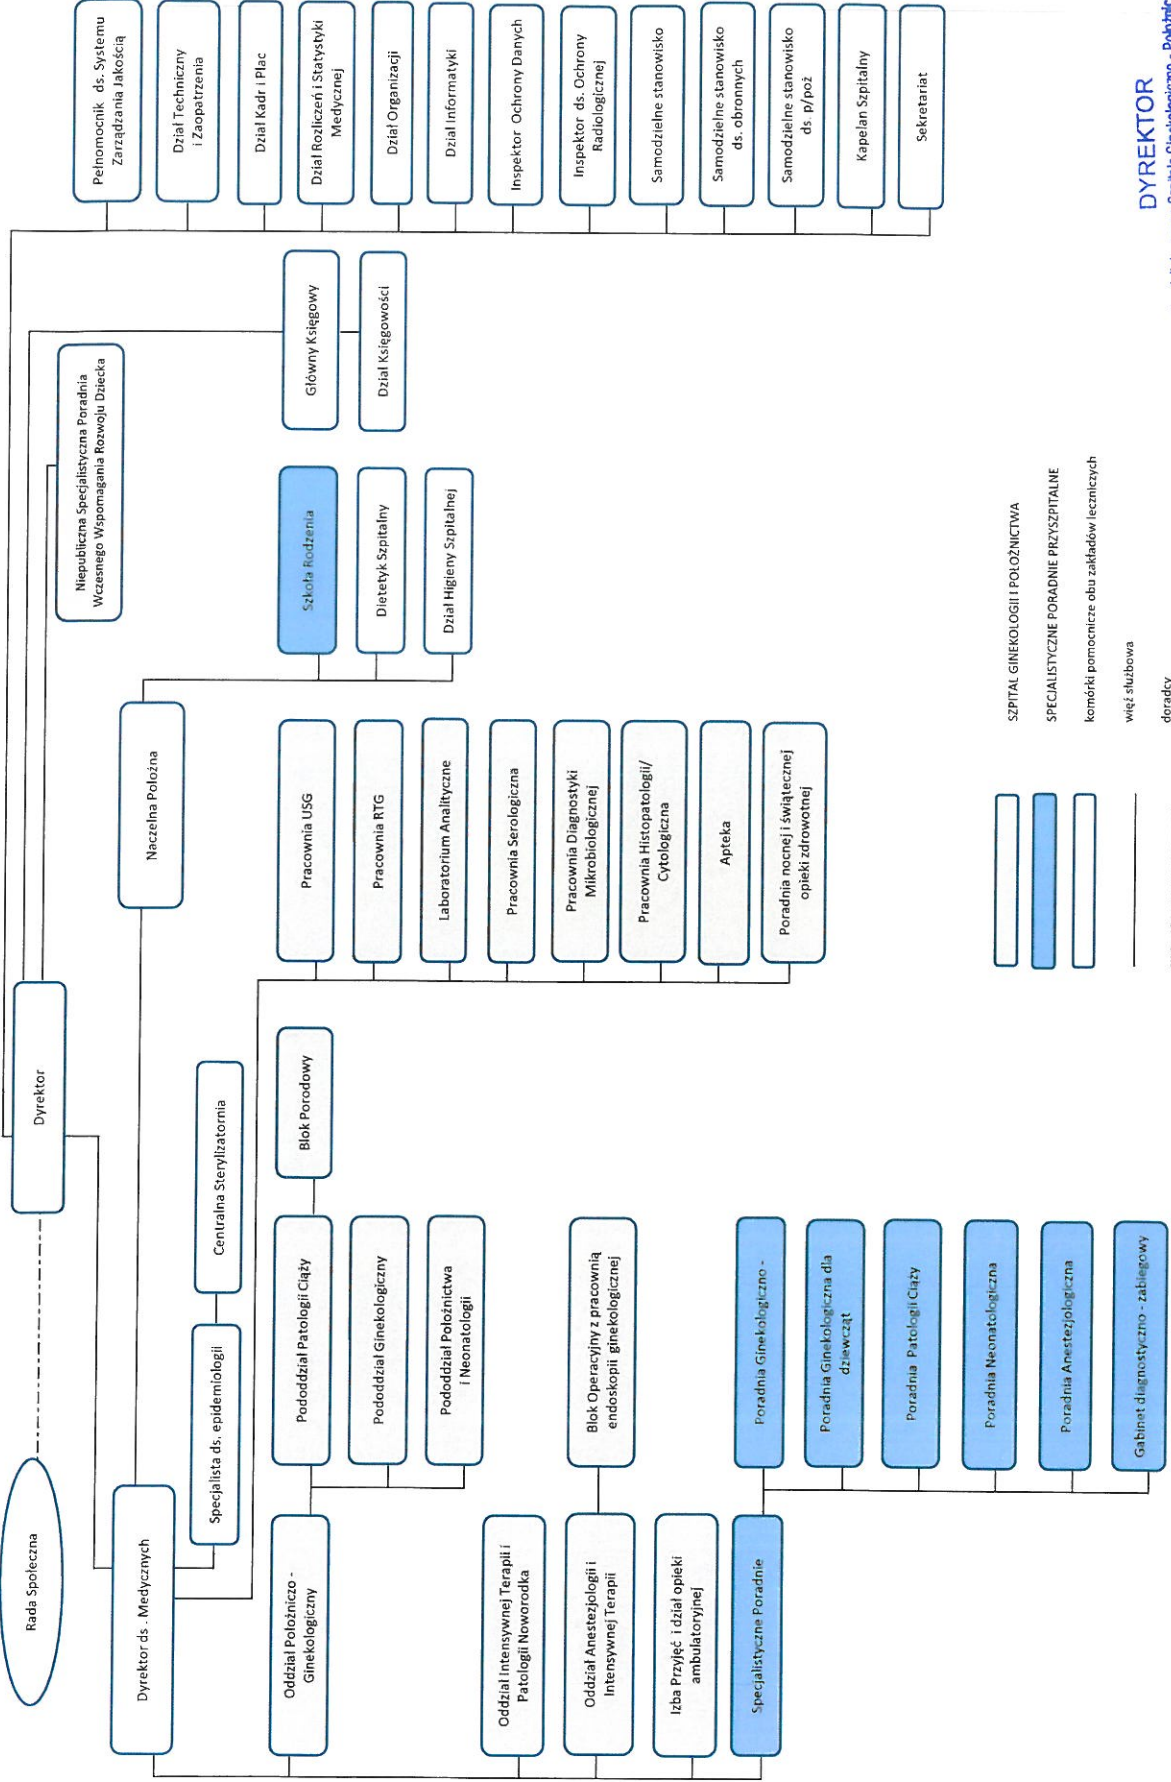 Rada Społeczna
Dyrektor
Niepubliczna Specjalistyczna Poradnia
Wczesnego Wspomagania Rozwoju Dziecka
Dyrektor ds . Medycznych
Naczelna Położna
Specjalista ds. epidemiologii
Centralna Sterylizatornia
Oddział Położniczo -
Ginekologiczny
Pododdział Patologii Ciąży
Blok Porodowy
Pododdział Ginekologiczny
Pododdział Położnictwa
i Neonatologii
Oddział Intensywnej Terapii i
Patologii Noworodka
Oddział Anestezjologii i
Intensywnej Terapii
Blok Operacyjny z pracownią
endoskopii ginekologicznej
Izba Przyjęć i dział opieki
ambulatoryjnej
Specjalistyczne Poradnie
Poradnia Ginekologiczno -
Poradnia Ginekologiczna dla
dziewcząt
Poradnia Patologii Ciąży
Poradnia Neonatologiczna
Poradnia Anestezjologiczna
Gabinet diagnostyczno - zabiegowy
Pracownia USG
Pracownia RTG
Laboratorium Analityczne
Pracownia Serologiczna
Pracownia Diagnostyki
Mikrobiologicznej
Pracownia Histopatologii/
Cytologiczna
Apteka
Poradnia nocnej i świątecznej
opieki zdrowotnej
Szkoła Rodzenia
Dietetyk Szpitalny
Dział Higieny Szpitalnej
Główny Księgowy
Dział Księgowości
Pełnomocnik ds. Systemu
Zarządzania Jakością
Dział Techniczny
i Zaopatrzenia
Dział Kadr i Płac
Dział Rozliczeń i Statystyki
Medycznej
Dział Organizacji
Dział Informatyki
Inspektor Ochrony Danych
Inspektor ds. Ochrony
Radiologicznej
Samodzielne stanowisko
Samodzielne stanowisko
ds. obronnych
Samodzielne stanowisko
ds. p/poż
Kapelan Szpitalny
Sekretariat
SZPITAL GINEKOLOGII I POŁOŻNICTWA
SPECJALISTYCZNE PORADNIE PRZYSZPITALNE
komórki pomocnicze obu zakładów leczniczych
więź służbowa
doradcy
DYREKTOR